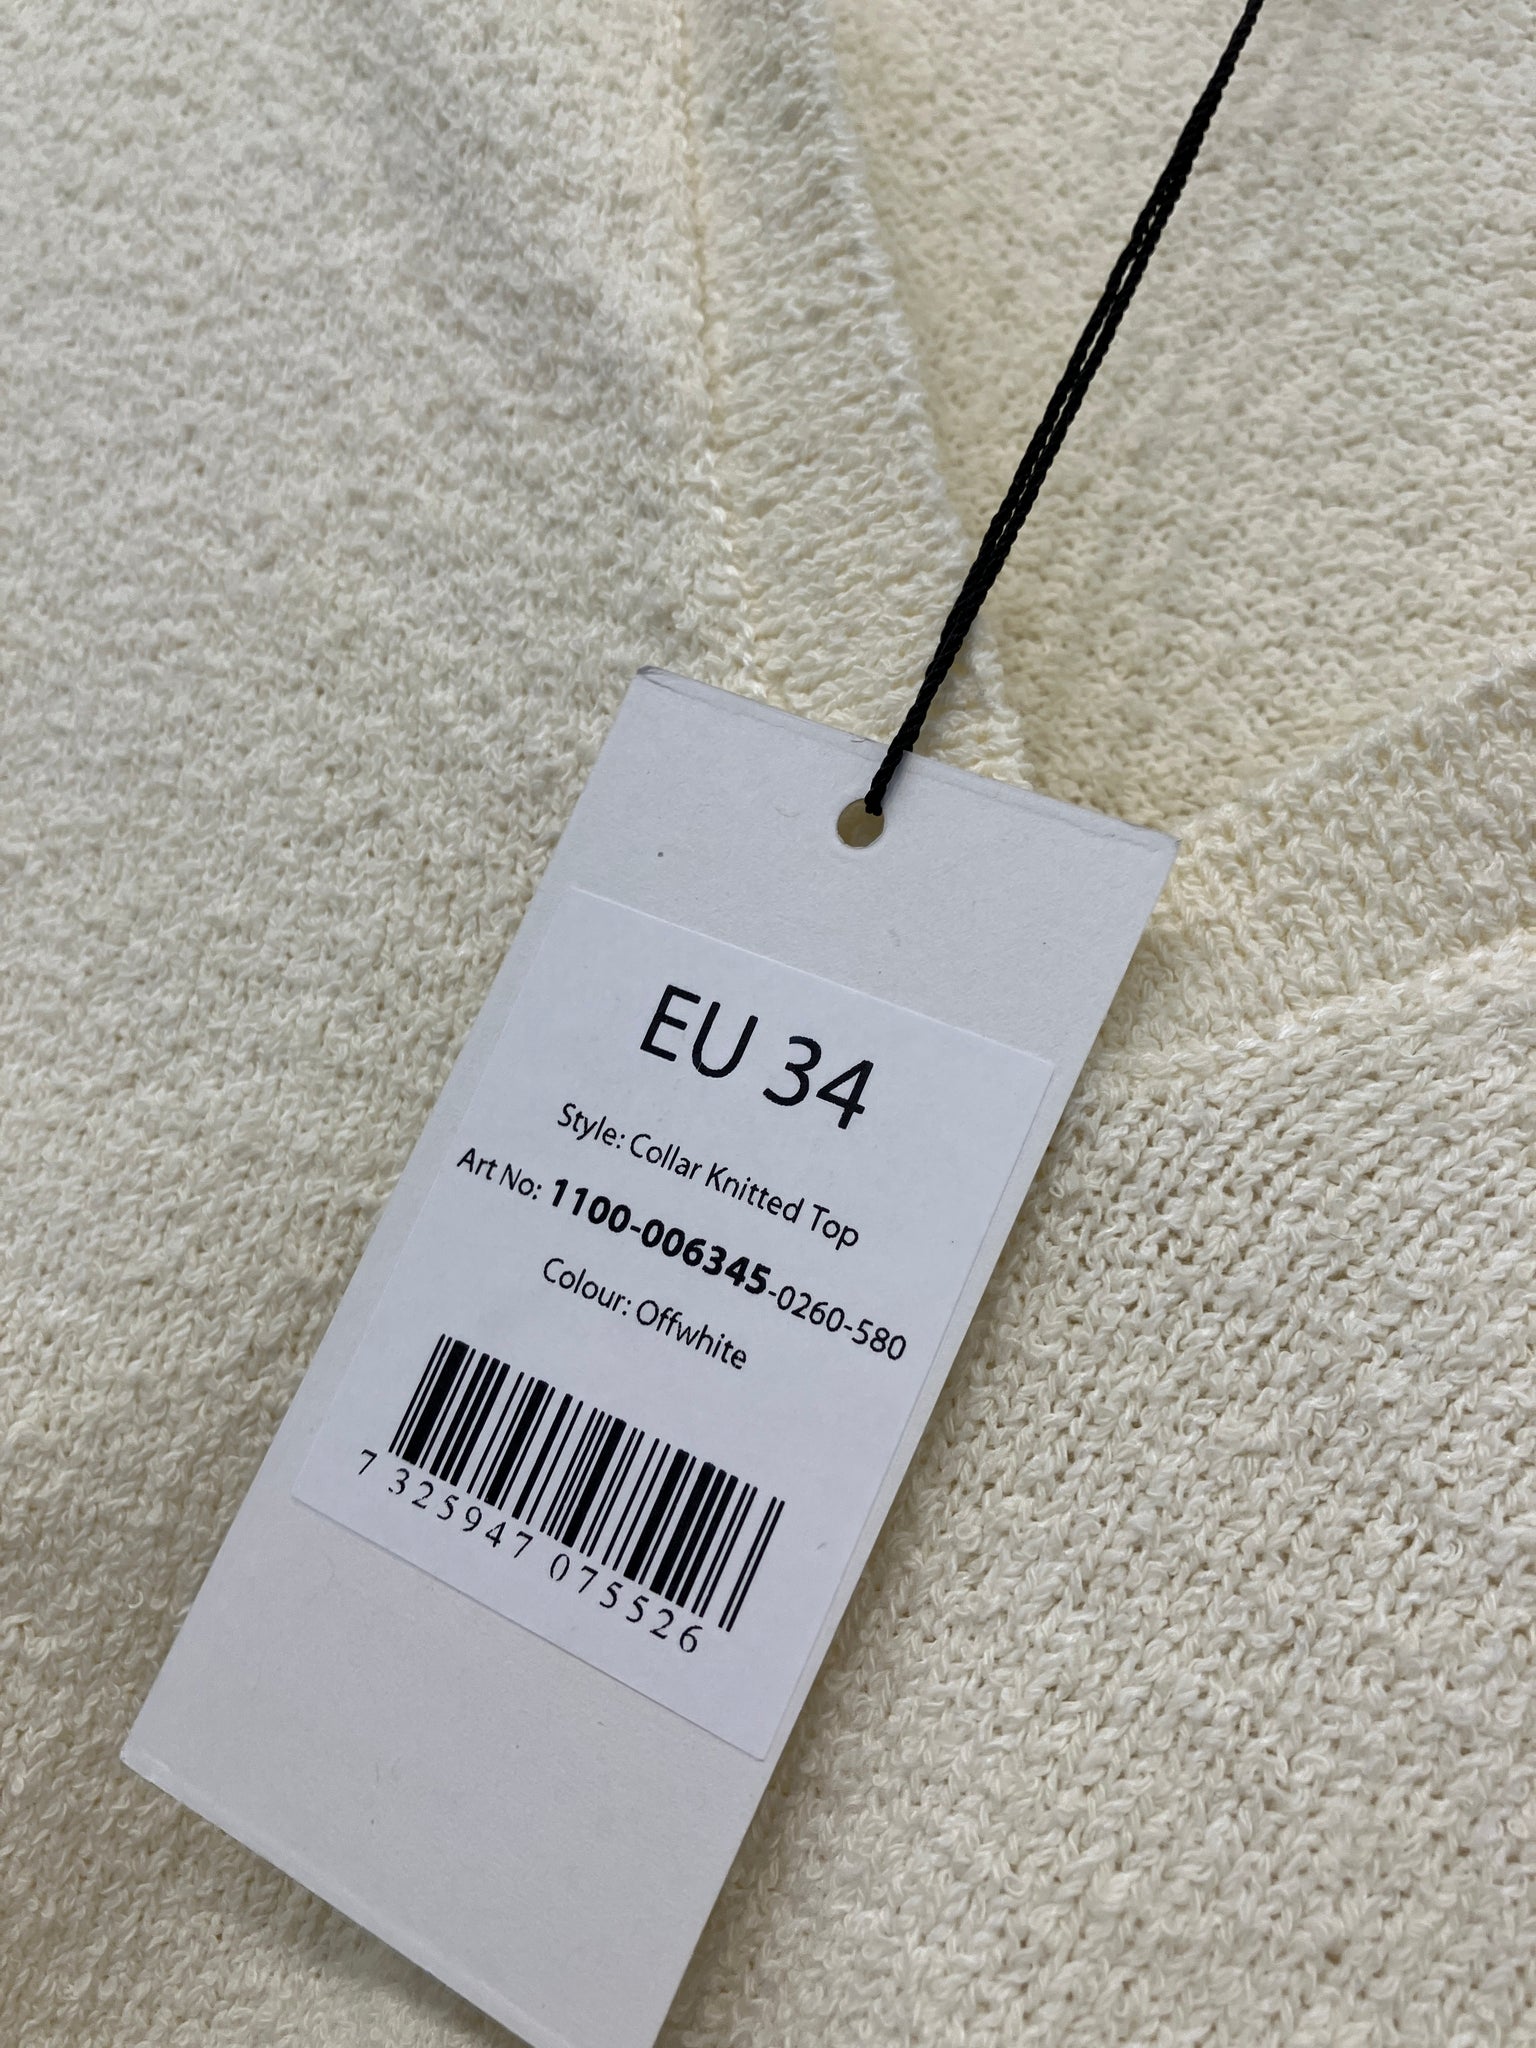 EU 34
Style: Collar Knitted Top
Art No: 1100-006345-0260-580
Colour: Offwhite
7 325947 075526